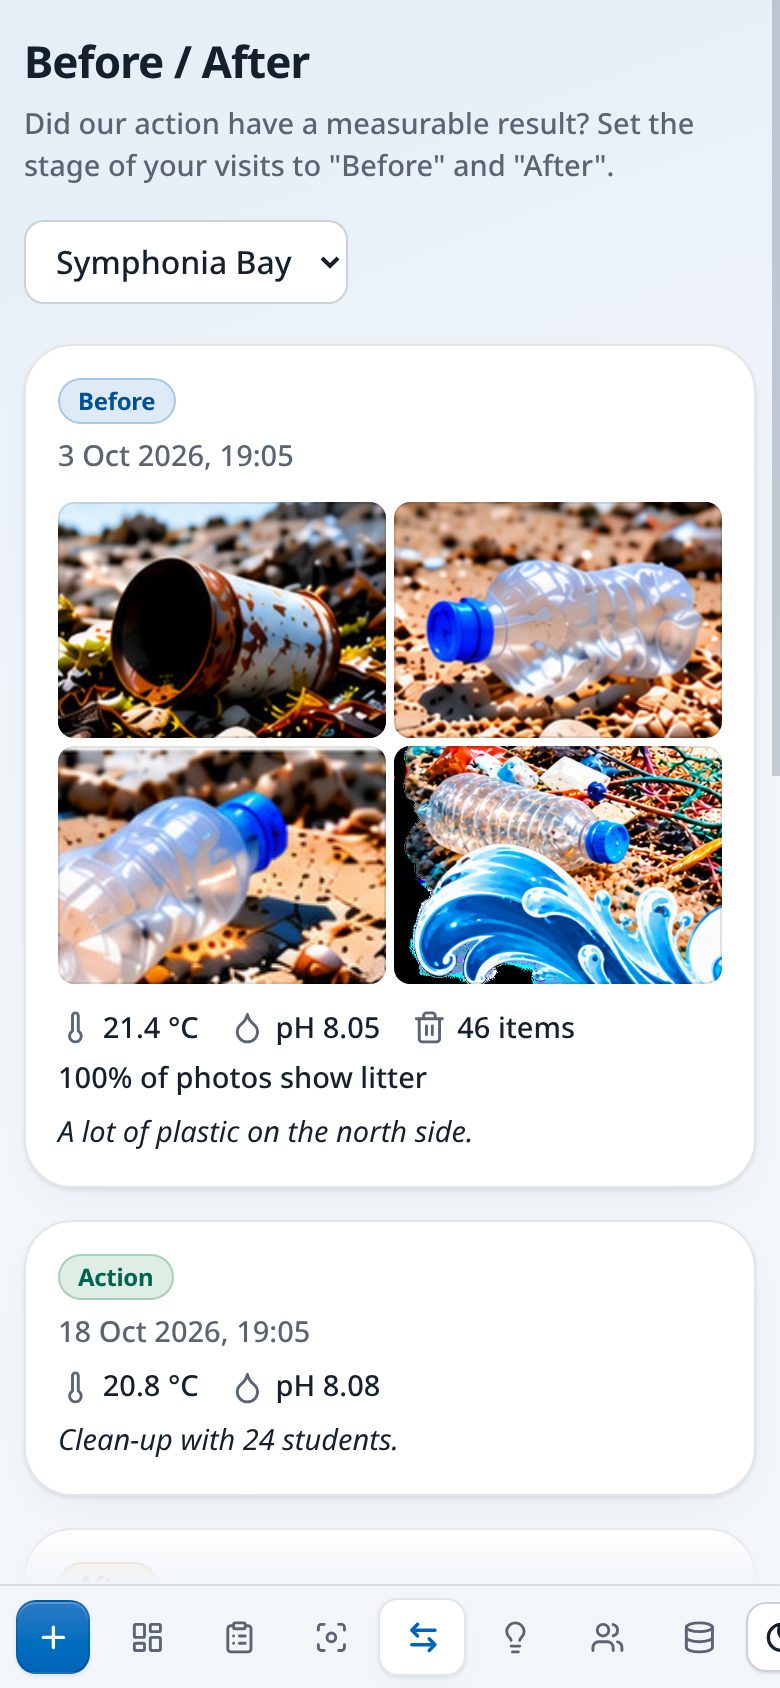 Before / After
Did our action have a measurable result? Set the
stage of your visits to "Before" and "After".
Symphonia Bay
Before
3 Oct 2026, 19:05
21.4 °C pH 8.05 46 items
100% of photos show litter
A lot of plastic on the north side.
Action
18 Oct 2026, 19:05
20.8 °C pH 8.08
Clean-up with 24 students.